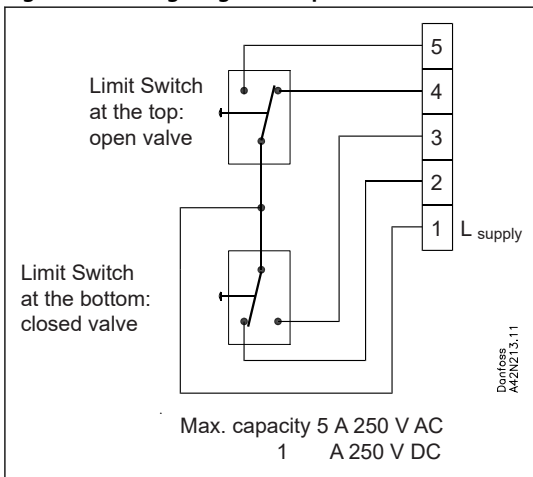 5
Limit Switch
at the top:
open valve
4
3
2
1 L supply
Limit Switch
at the bottom:
closed valve
Danfoss
A42N213.11
Max. capacity 5 A 250 V AC
1 A 250 V DC